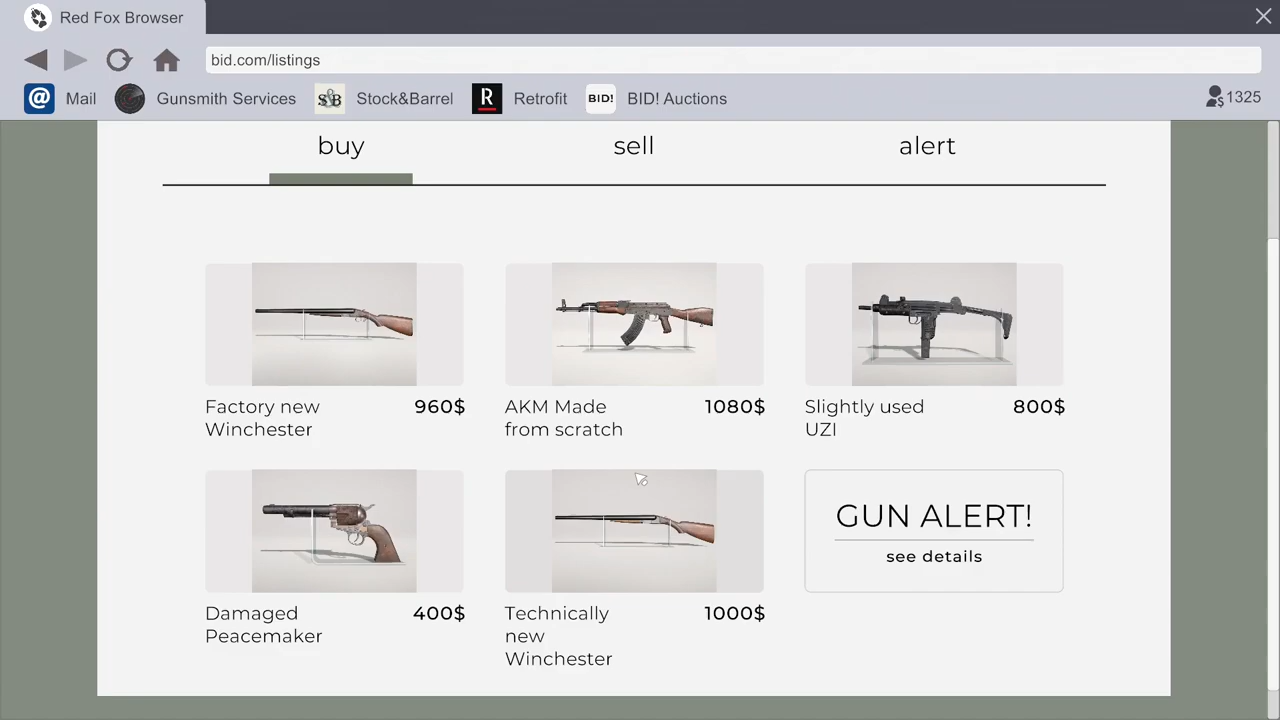 Red Fox Browser
bid.com/listings
@ Mail Gunsmith Services S&B Stock&Barrel R Retrofit BID! BID! Auctions 1325
buy sell alert
Factory new 960$
Winchester
AKM Made 1080$
from scratch
Slightly used 800$
UZI
Damaged 400$
Peacemaker
Technically 1000$
new
Winchester
GUN ALERT!
see details